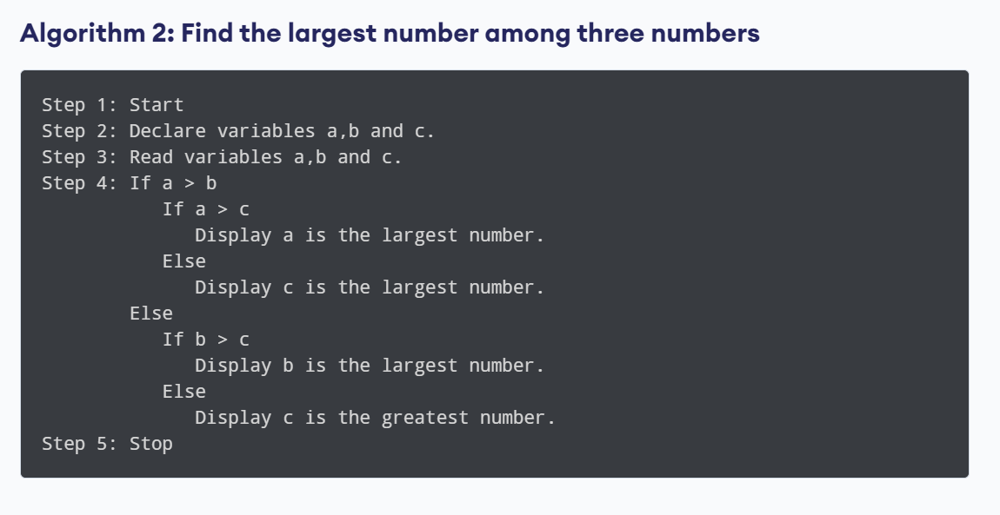 Algorithm 2: Find the largest number among three numbers
Step 1: Start
Step 2: Declare variables a,b and c.
Step 3: Read variables a,b and c.
Step 4: If a > b
           If a > c
              Display a is the largest number.
           Else
              Display c is the largest number.
        Else
           If b > c
              Display b is the largest number.
           Else
              Display c is the greatest number.
Step 5: Stop